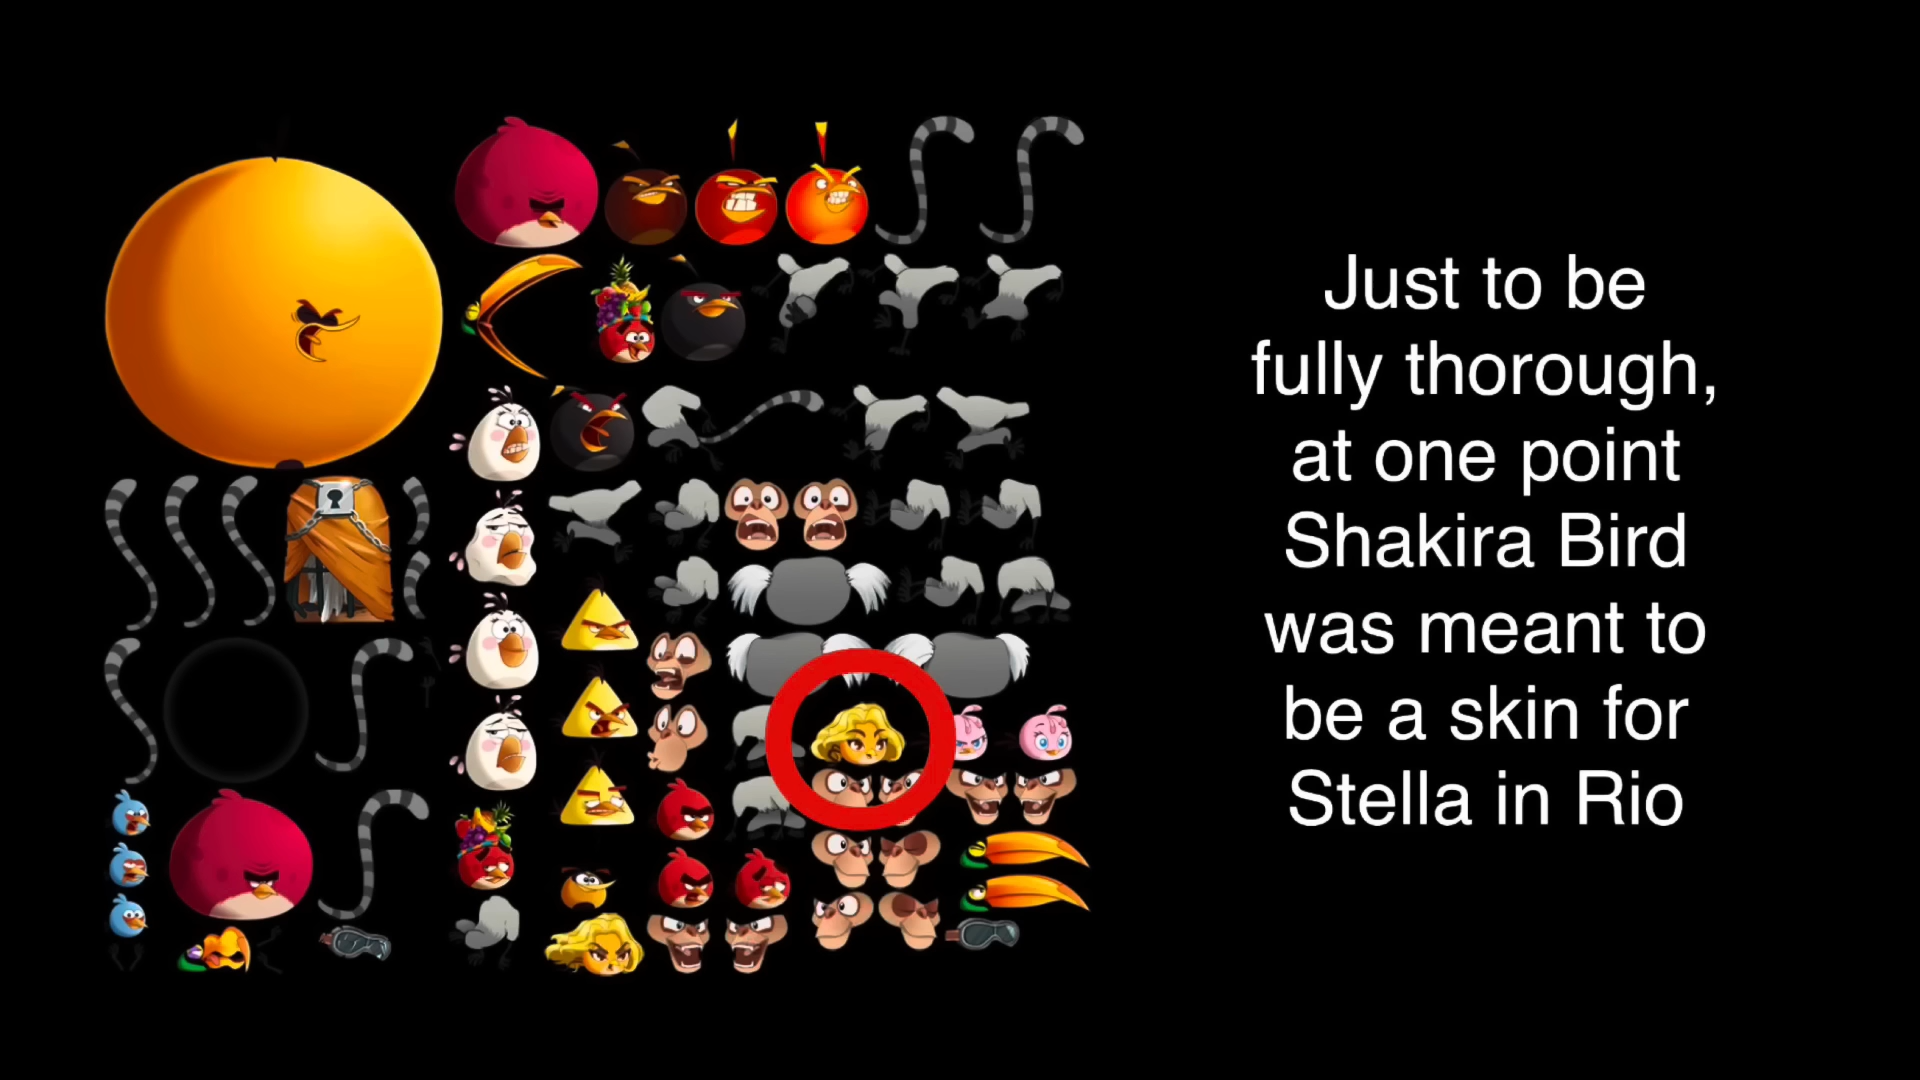 Just to be
fully thorough,
at one point
Shakira Bird
was meant to
be a skin for
Stella in Rio